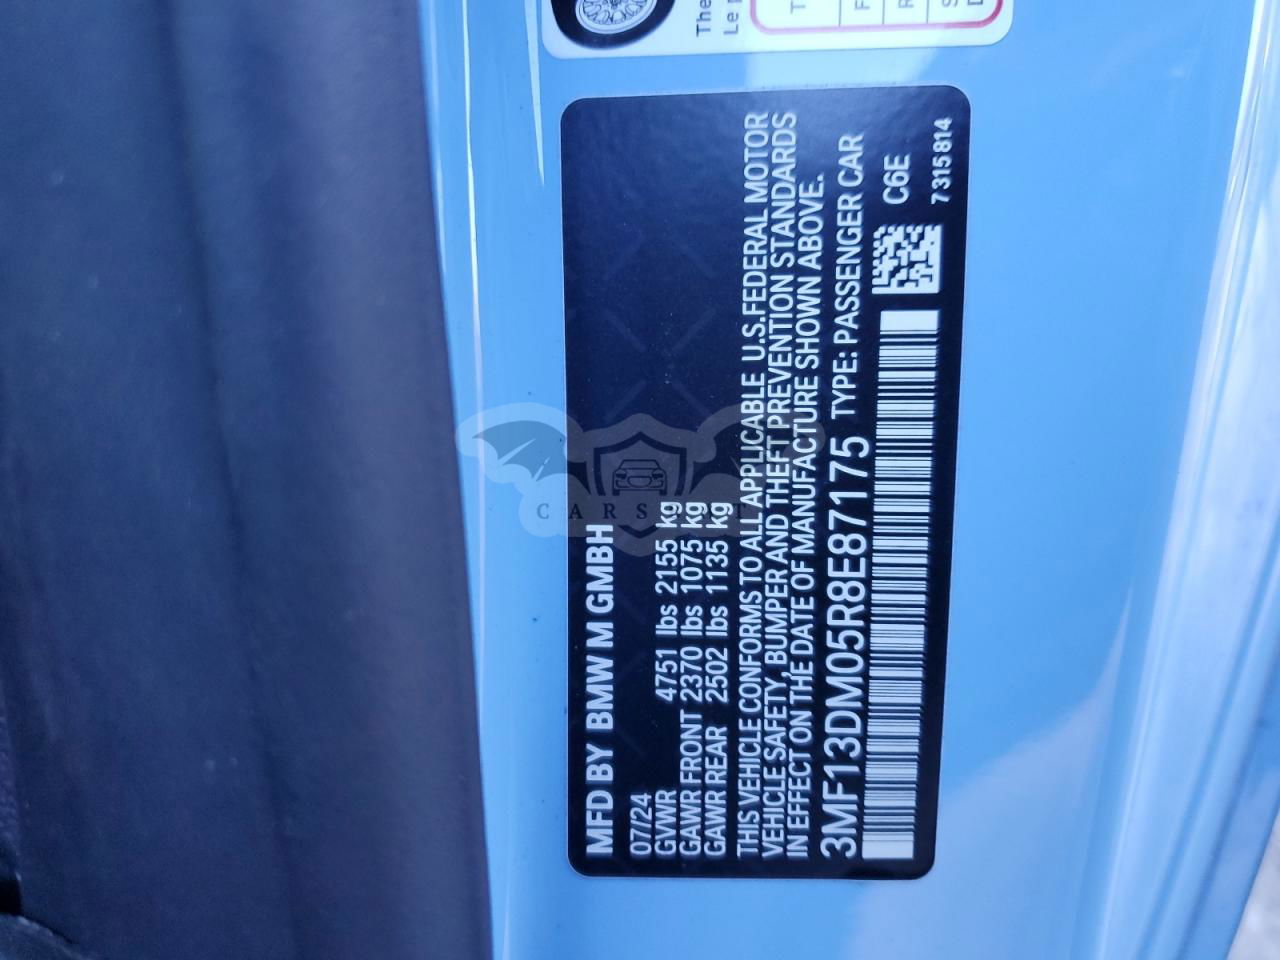 The
Le
MFD BY BMW M GMBH
07/24
GVWR 4751 lbs 2155 kg
GAWR FRONT 2370 lbs 1075 kg
GAWR REAR 2502 lbs 1135 kg
THIS VEHICLE CONFORMS TO ALL APPLICABLE U.S.FEDERAL MOTOR
VEHICLE SAFETY, BUMPER AND THEFT PREVENTION STANDARDS
IN EFFECT ON THE DATE OF MANUFACTURE SHOWN ABOVE.
3MF13DM05R8E87175 TYPE: PASSENGER CAR
C6E
7315814